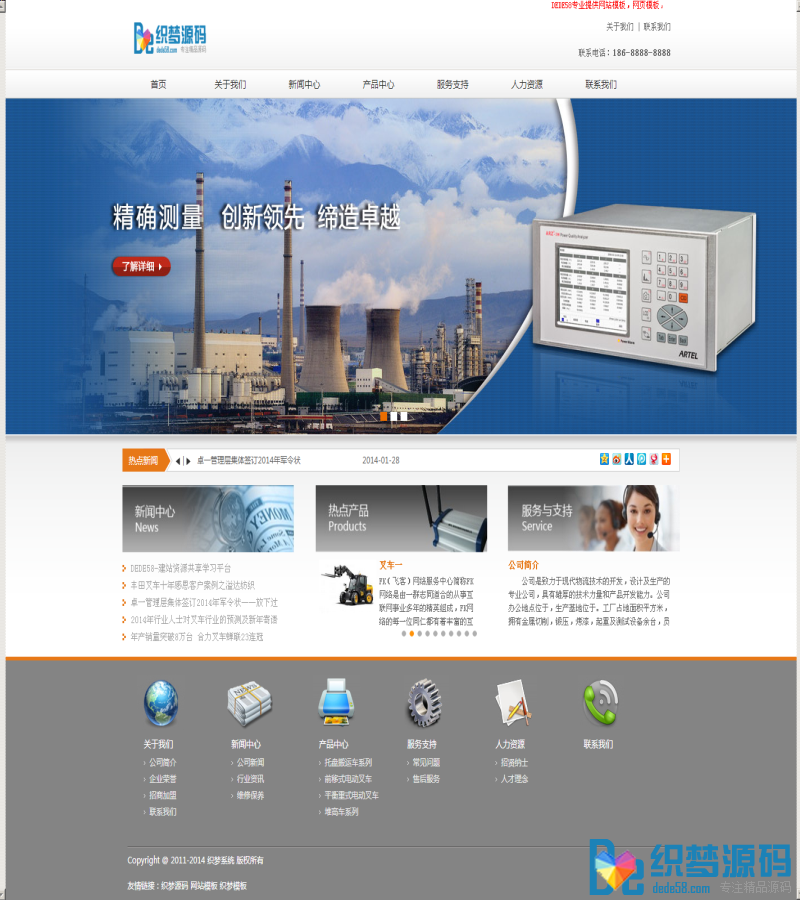 DEDE58专业提供网站模板，网页模板，
关于我们 | 联系我们
织梦源码
dede58.com 专注精品源码
联系电话：186-8888-8888
首页 关于我们 新闻中心 产品中心 服务支持 人力资源 联系我们
精确测量 创新领先 缔造卓越
了解详细
ARTEL
热点新闻 卓一管理层集体签订2014年军令状 2014-01-28
新闻中心
News
热点产品
Products
服务与支持
Service
DEDE58-建站资源共享学习平台
丰田叉车十年感恩客户案例之溢达纺织
卓一管理层集体签订2014年军令状——放下过
2014年行业人士对叉车行业的预测及新年寄语
年产销量突破8万台 合力叉车蝉联23连冠
叉车一
FK（飞客）网络服务中心简称FK
网络是由一群志同道合的从事互
联网事业多年的精英组成，FK网
络的每一位同仁都有着丰富的互
公司简介
公司是致力于现代物流技术的开发，设计及生产的
专业公司，具有雄厚的技术力量和产品开发能力。公司
办公地点位于，生产基地位于。工厂占地面积平方米，
拥有金属切削，锻压，烤漆，起重及测试设备余台，员
NEWS
关于我们
公司简介
企业荣誉
招商加盟
联系我们
新闻中心
公司新闻
行业资讯
维修保养
产品中心
托盘搬运车系列
前移式电动叉车
平衡重式电动叉车
堆高车系列
服务支持
常见问题
售后服务
人力资源
招贤纳士
人才理念
联系我们
Copyright @ 2011-2014 织梦系统 版权所有
友情链接：织梦源码 网站模板 织梦模板
织梦源码
dede58.com 专注精品源码